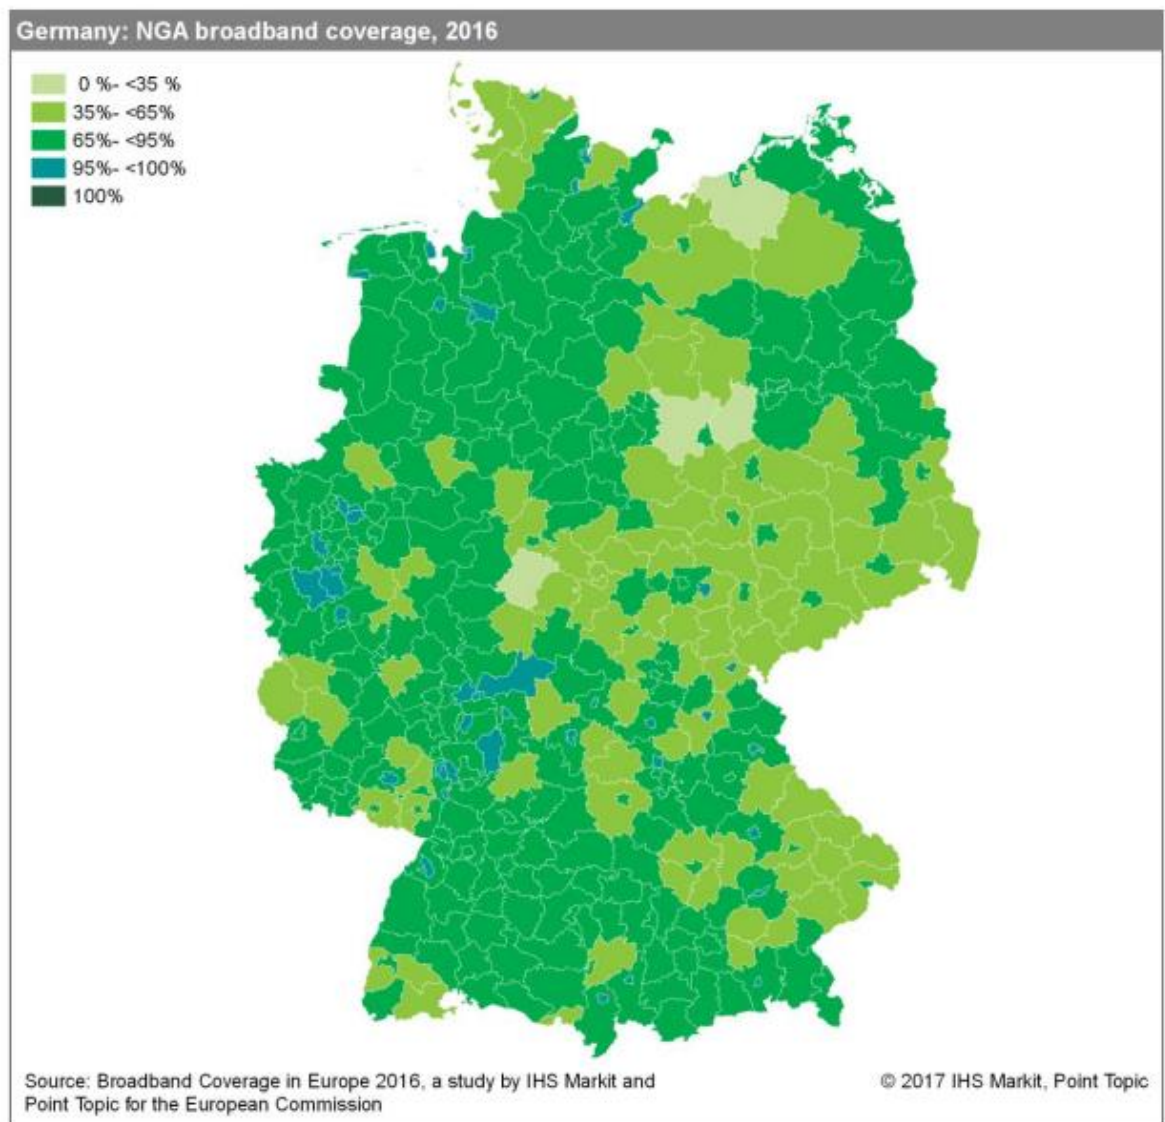 Germany: NGA broadband coverage, 2016
0 %- <35 %
35%- <65%
65%- <95%
95%- <100%
100%
Source: Broadband Coverage in Europe 2016, a study by IHS Markit and
Point Topic for the European Commission
© 2017 IHS Markit, Point Topic